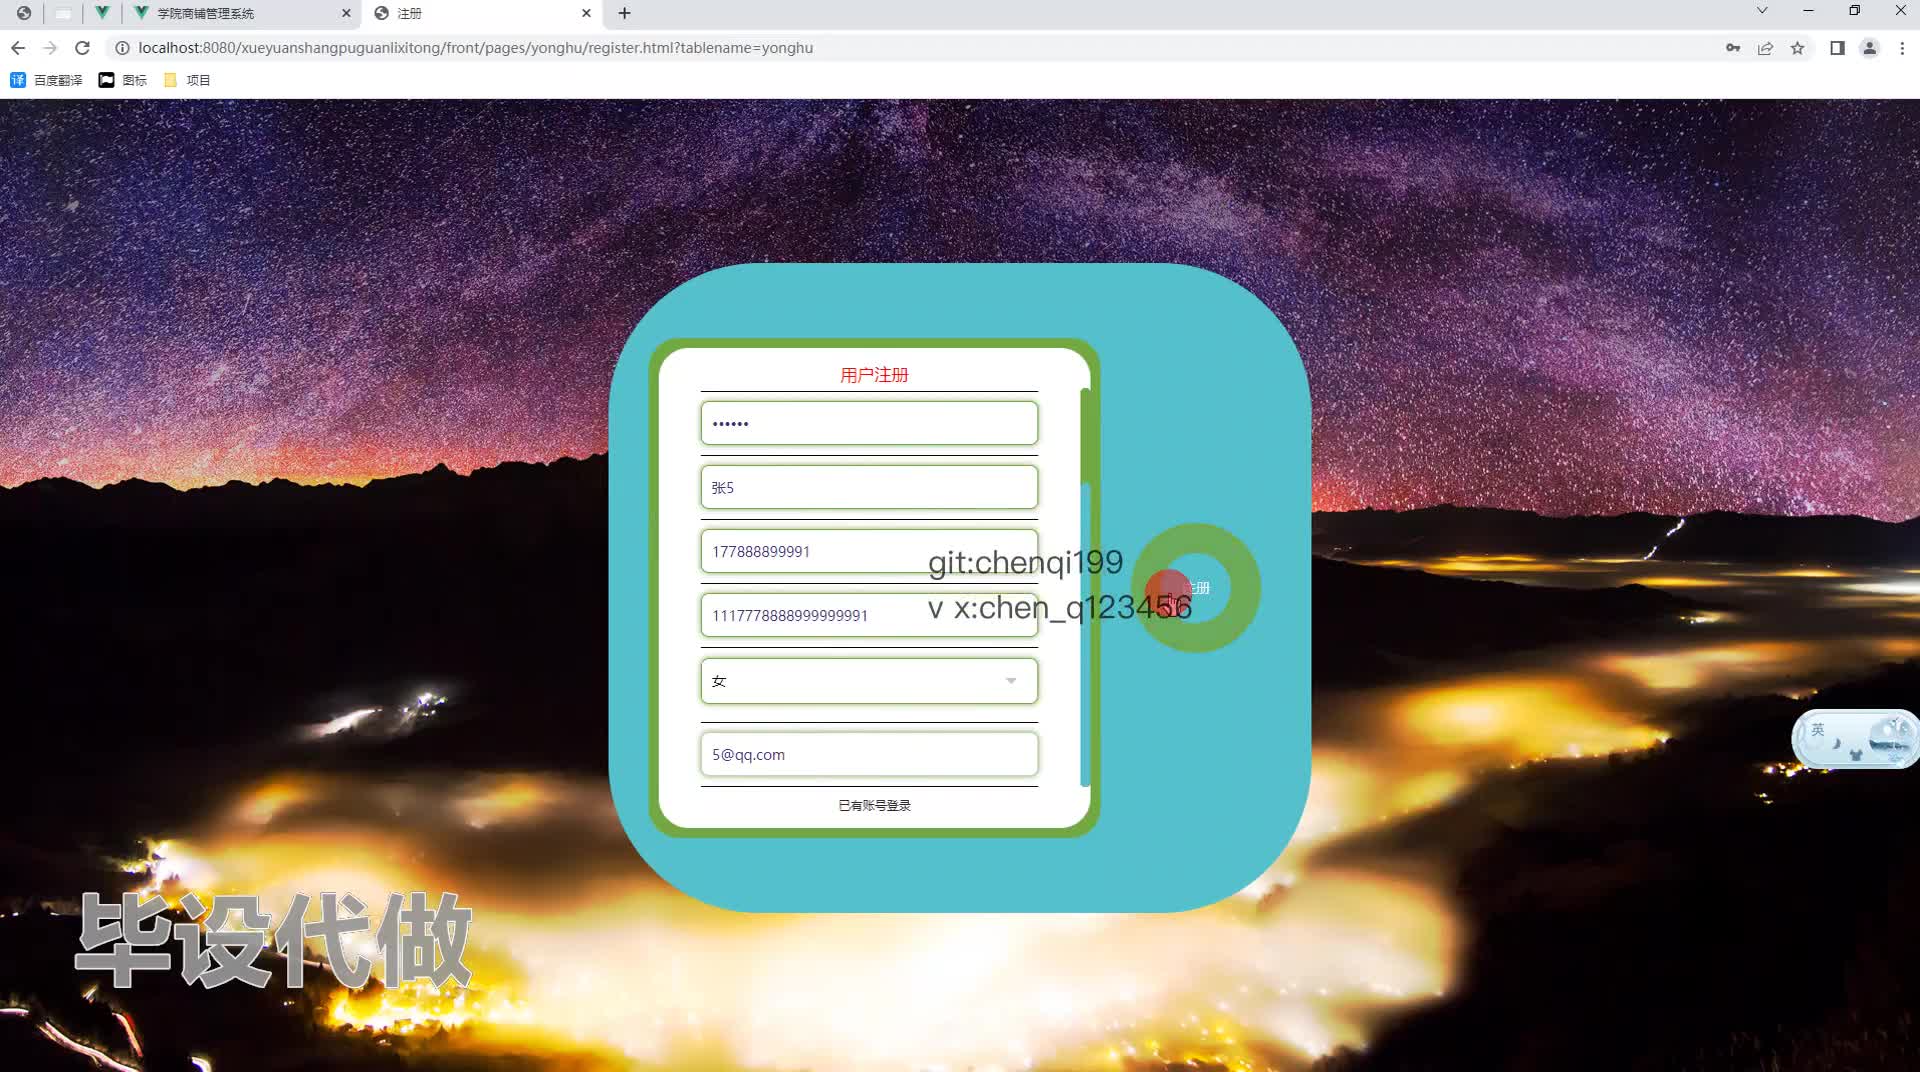 学院商铺管理系统
注册
localhost:8080/xueyuanshangpuguanlixitong/front/pages/yonghu/register.html?tablename=yonghu
译 百度翻译 图标 项目
用户注册
••••••
张5
177888899991
git:chenqi199
注册
1117778888999999991
v x:chen_q123456
女
英
5@qq.com
已有账号登录
毕设代做